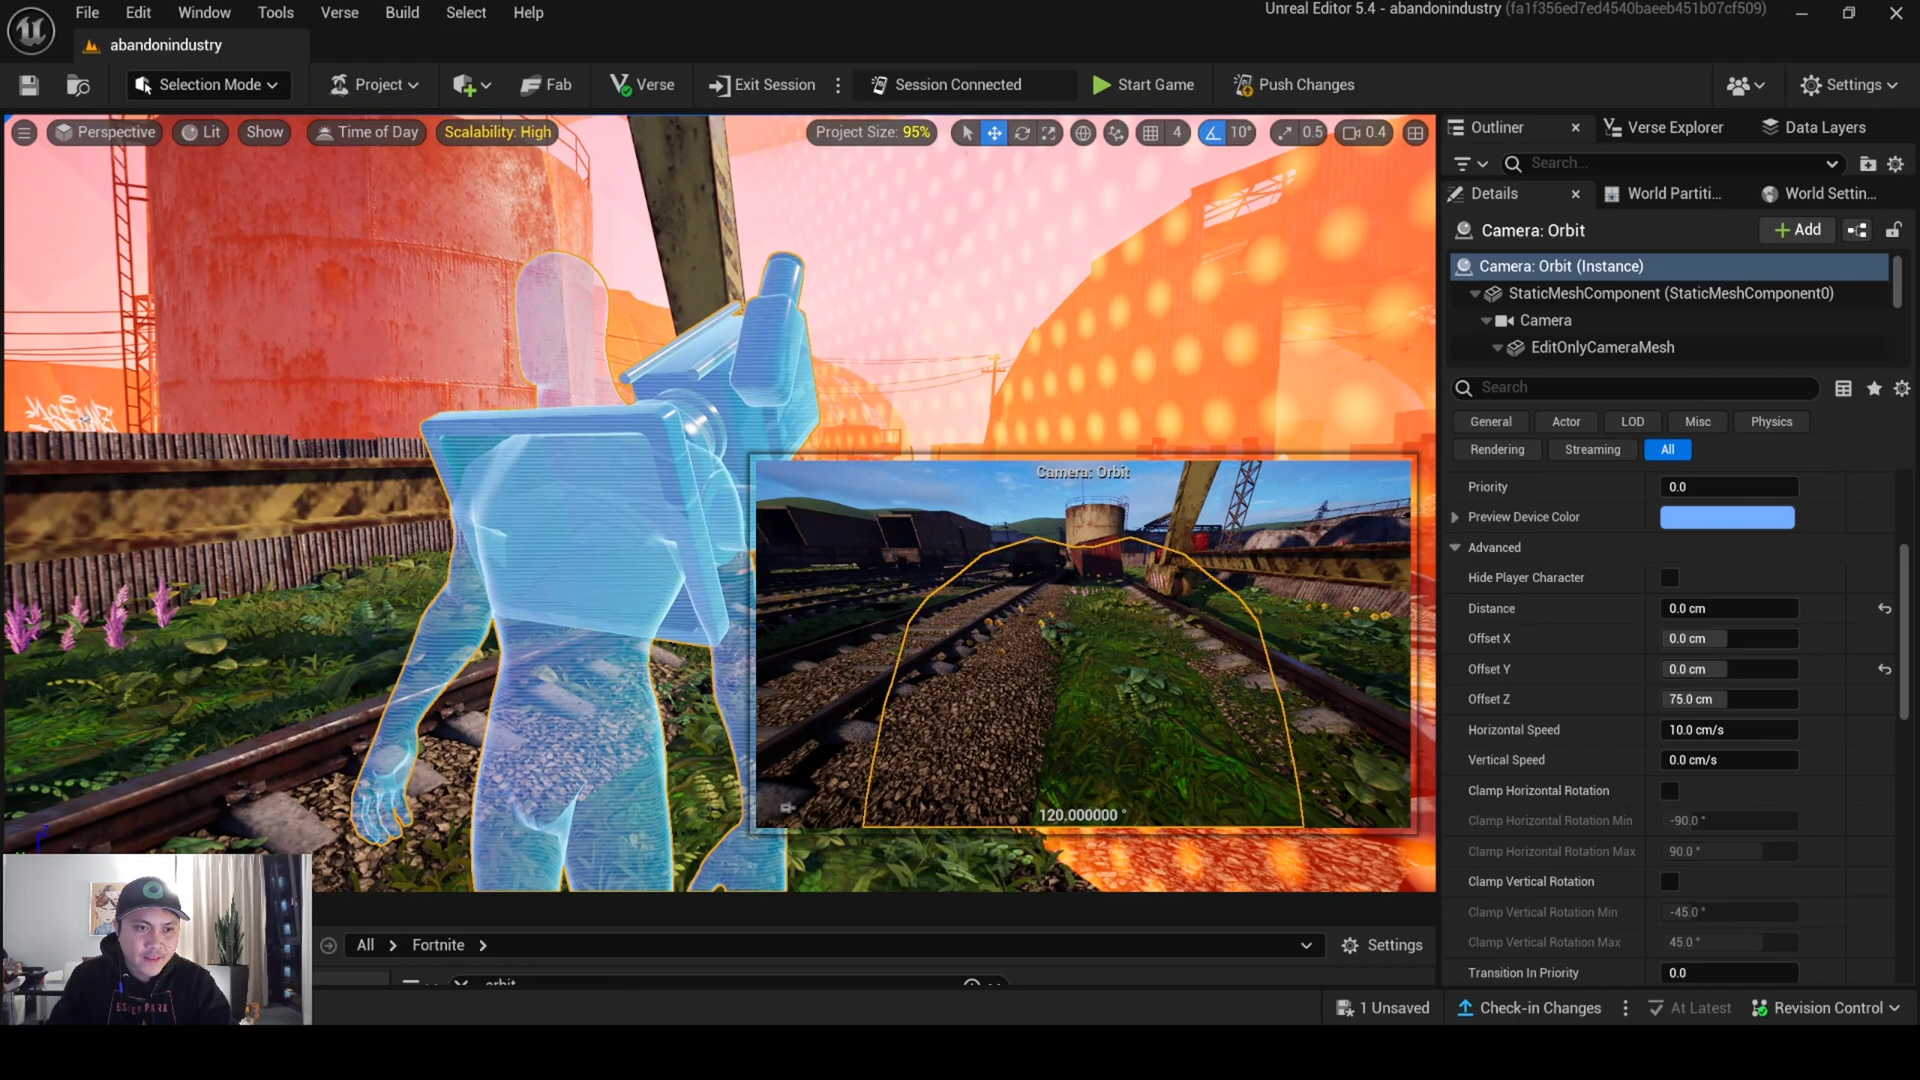 File Edit Window Tools Verse Build Select Help
Unreal Editor 5.4 - abandonindustry (fa1f356ed7ed4540baeeb451b07cf509)
abandonindustry
Selection Mode Project Fab Verse Exit Session Session Connected Start Game Push Changes Settings
Perspective Lit Show Time of Day Scalability: High Project Size: 95% 4 10° 0.5 0.4
Outliner Verse Explorer Data Layers
Search...
Details World Partiti... World Settin...
Camera: Orbit Add
Camera: Orbit (Instance)
StaticMeshComponent (StaticMeshComponent0)
Camera
EditOnlyCameraMesh
Search
General Actor LOD Misc Physics
Rendering Streaming All
Priority 0.0
Preview Device Color
Advanced
Hide Player Character
Distance 0.0 cm
Offset X 0.0 cm
Offset Y 0.0 cm
Offset Z 75.0 cm
Horizontal Speed 10.0 cm/s
Vertical Speed 0.0 cm/s
Clamp Horizontal Rotation
Clamp Horizontal Rotation Min -90.0 °
Clamp Horizontal Rotation Max 90.0 °
Clamp Vertical Rotation
Clamp Vertical Rotation Min -45.0 °
Clamp Vertical Rotation Max 45.0 °
Transition In Priority 0.0
Camera: Orbit
120.000000 °
All Fortnite Settings
orbit
ESTES PARK
1 Unsaved Check-in Changes At Latest Revision Control